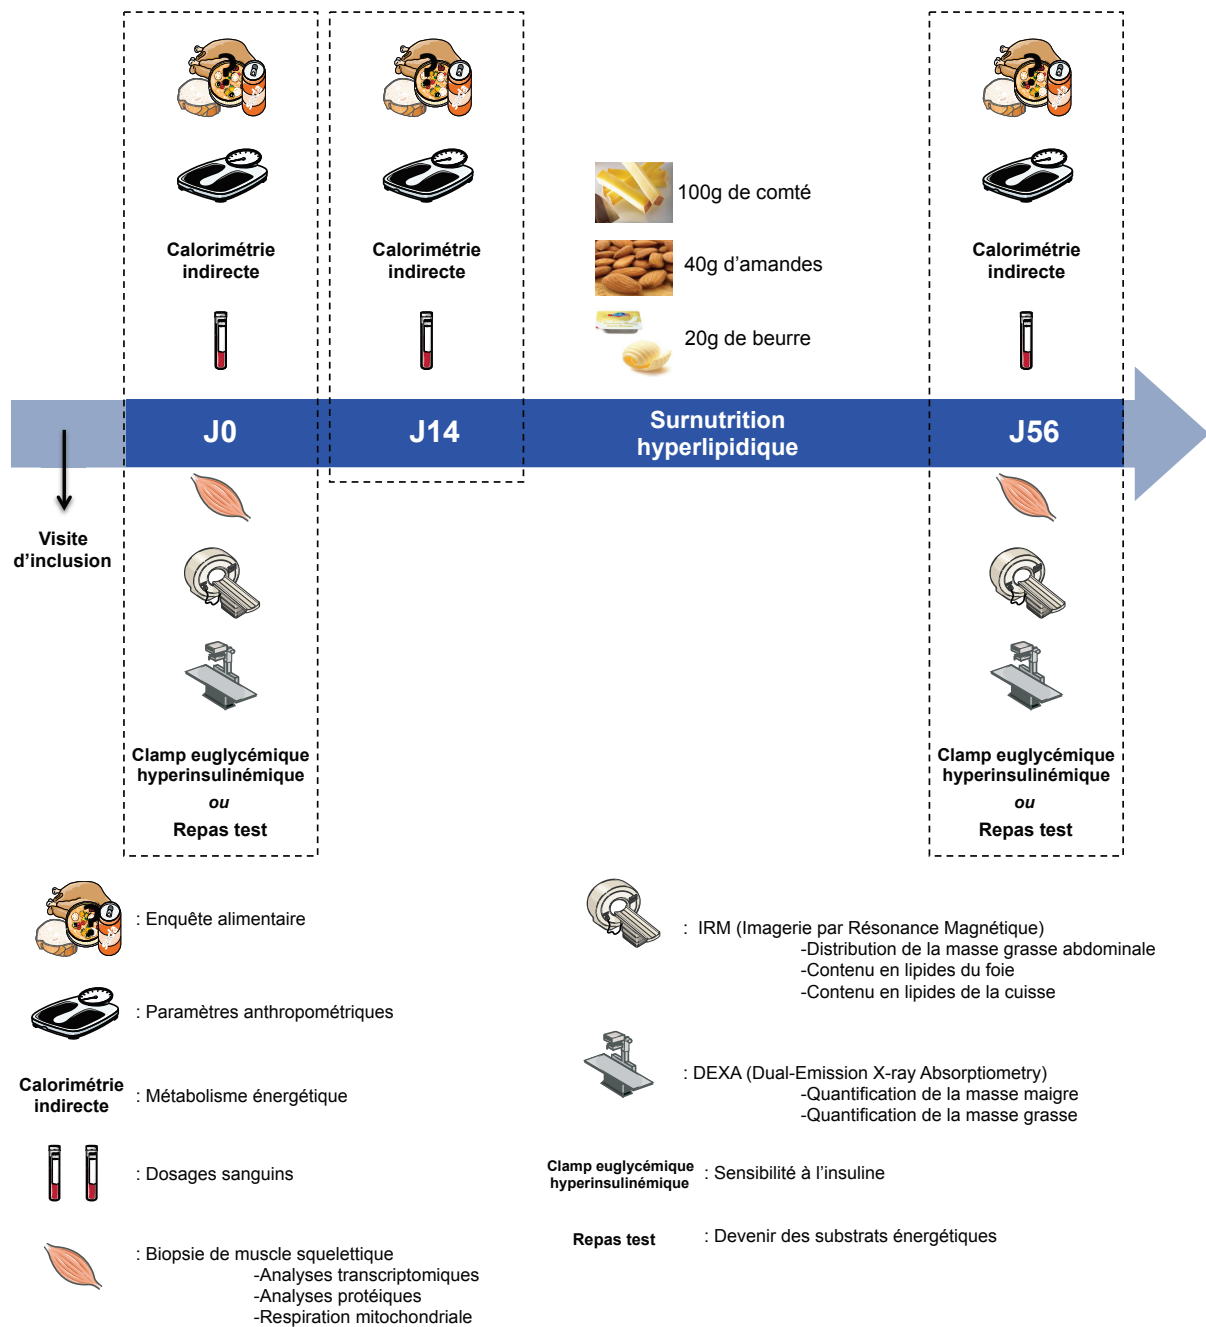 Calorimétrie
indirecte
Calorimétrie
indirecte
100g de comté
40g d'amandes
20g de beurre
Calorimétrie
indirecte
J0
J14
Surnutrition
hyperlipidique
J56
Visite
d'inclusion
Clamp euglycémique
hyperinsulinémique
ou
Repas test
Clamp euglycémique
hyperinsulinémique
ou
Repas test
: Enquête alimentaire
: Paramètres anthropométriques
Calorimétrie
indirecte
: Métabolisme énergétique
: Dosages sanguins
: Biopsie de muscle squelettique
-Analyses transcriptomiques
-Analyses protéiques
-Respiration mitochondriale
: IRM (Imagerie par Résonance Magnétique)
-Distribution de la masse grasse abdominale
-Contenu en lipides du foie
-Contenu en lipides de la cuisse
: DEXA (Dual-Emission X-ray Absorptiometry)
-Quantification de la masse maigre
-Quantification de la masse grasse
Clamp euglycémique
hyperinsulinémique
: Sensibilité à l'insuline
Repas test
: Devenir des substrats énergétiques